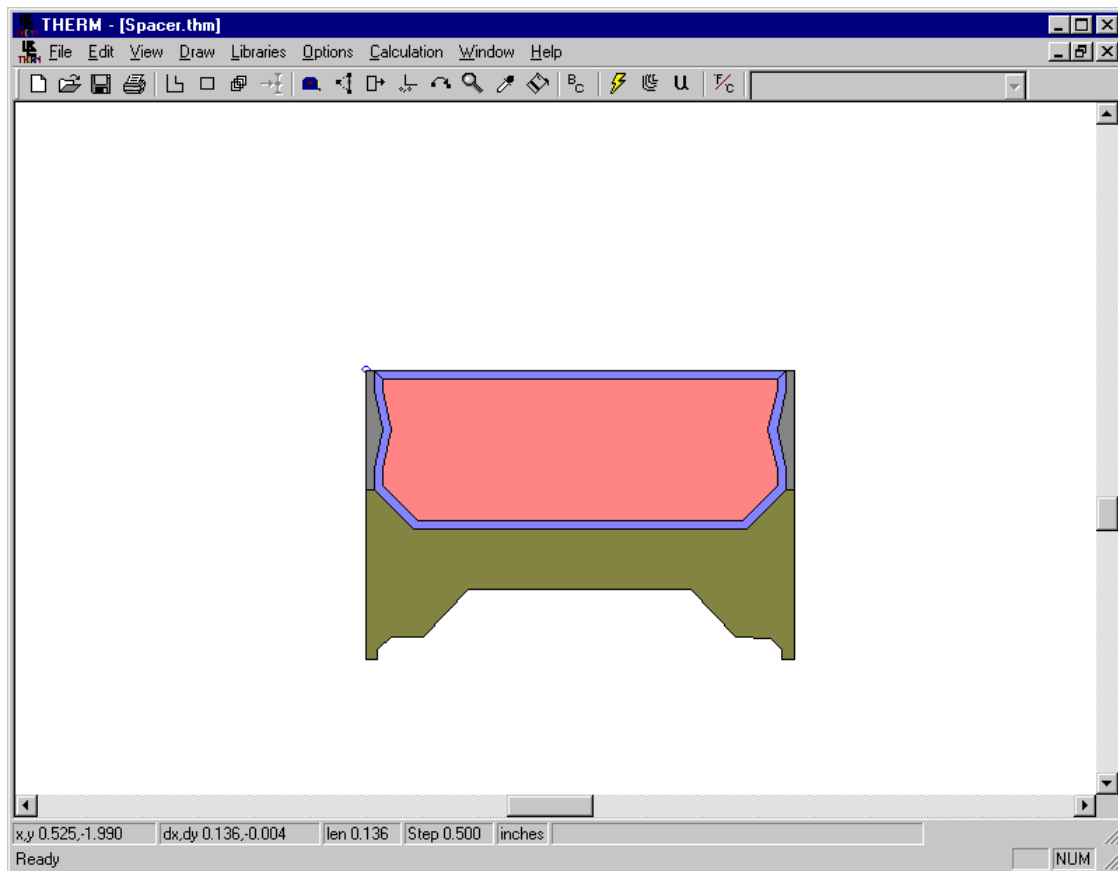 THERM - [Spacer.thm]
File Edit View Draw Libraries Options Calculation Window Help
BC U F/C
x,y 0.525,-1.990 dx,dy 0.136,-0.004 len 0.136 Step 0.500 inches
Ready NUM